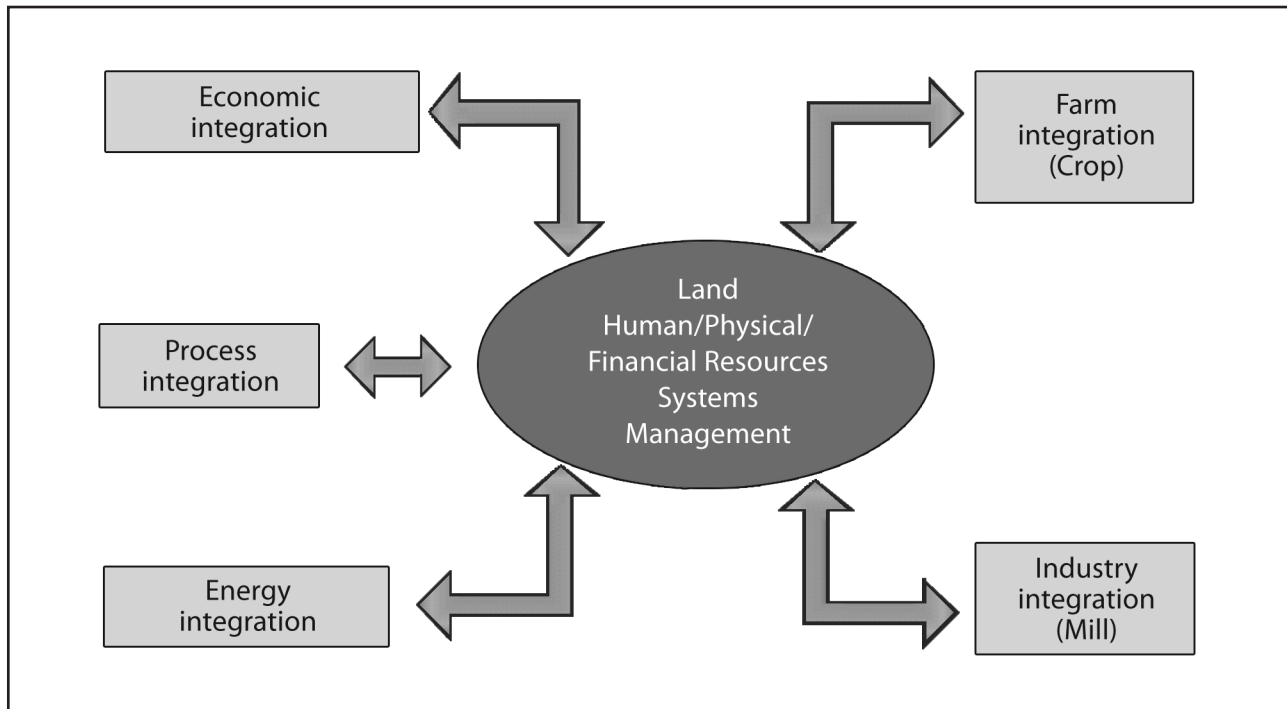 Economic
integration
Farm
integration
(Crop)
Land
Human/Physical/
Financial Resources
Systems
Management
Process
integration
Energy
integration
Industry
integration
(Mill)